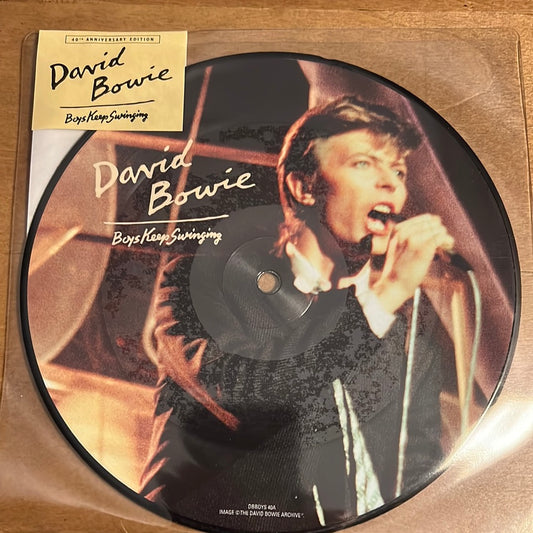 40TH ANNIVERSARY EDITION
David
Bowie
Boys Keep Swinging
David
Bowie
Boys Keep Swinging
DBBOYS 40A
IMAGE © THE DAVID BOWIE ARCHIVE